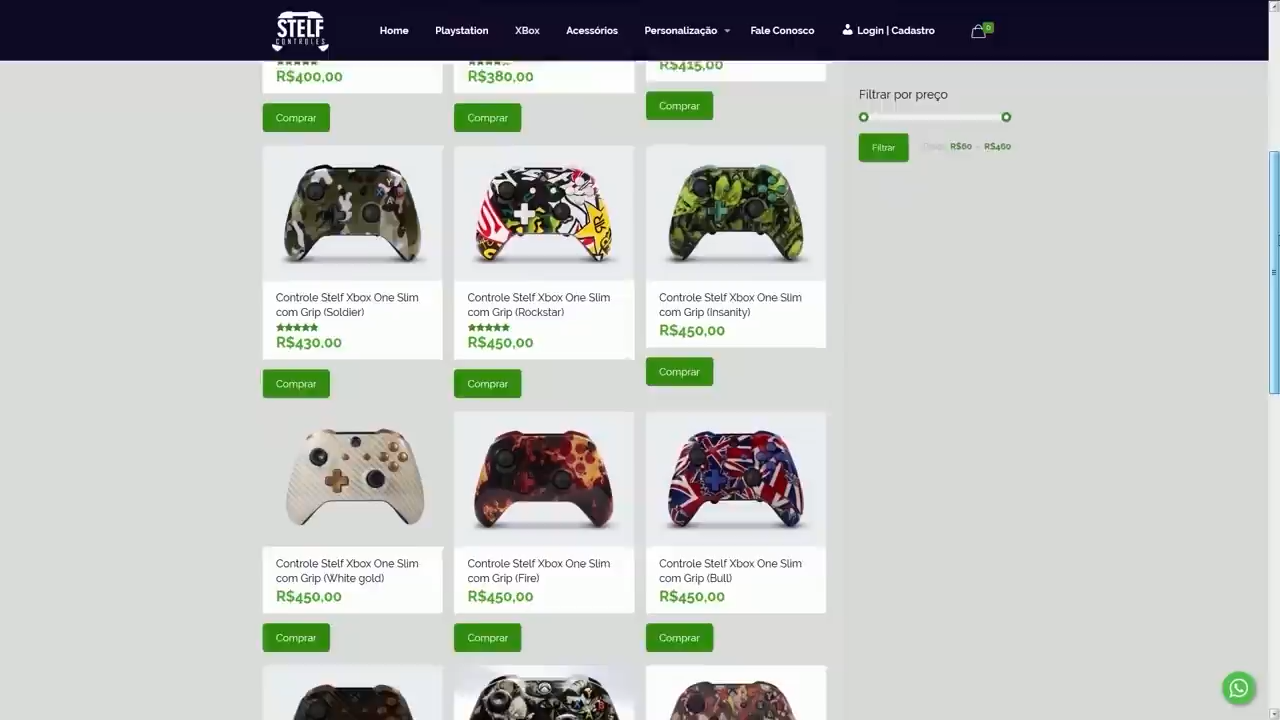 STELF
CONTROLES
Home
Playstation
XBox
Acessórios
Personalização
Fale Conosco
Login | Cadastro
0
R$400,00
R$380,00
R$415,00
Comprar
Comprar
Comprar
Filtrar por preço
Filtrar
R$60 - R$460
Controle Stelf Xbox One Slim
com Grip (Soldier)
R$430,00
Comprar
Controle Stelf Xbox One Slim
com Grip (Rockstar)
R$450,00
Comprar
Controle Stelf Xbox One Slim
com Grip (Insanity)
R$450,00
Comprar
Controle Stelf Xbox One Slim
com Grip (White gold)
R$450,00
Comprar
Controle Stelf Xbox One Slim
com Grip (Fire)
R$450,00
Comprar
Controle Stelf Xbox One Slim
com Grip (Bull)
R$450,00
Comprar